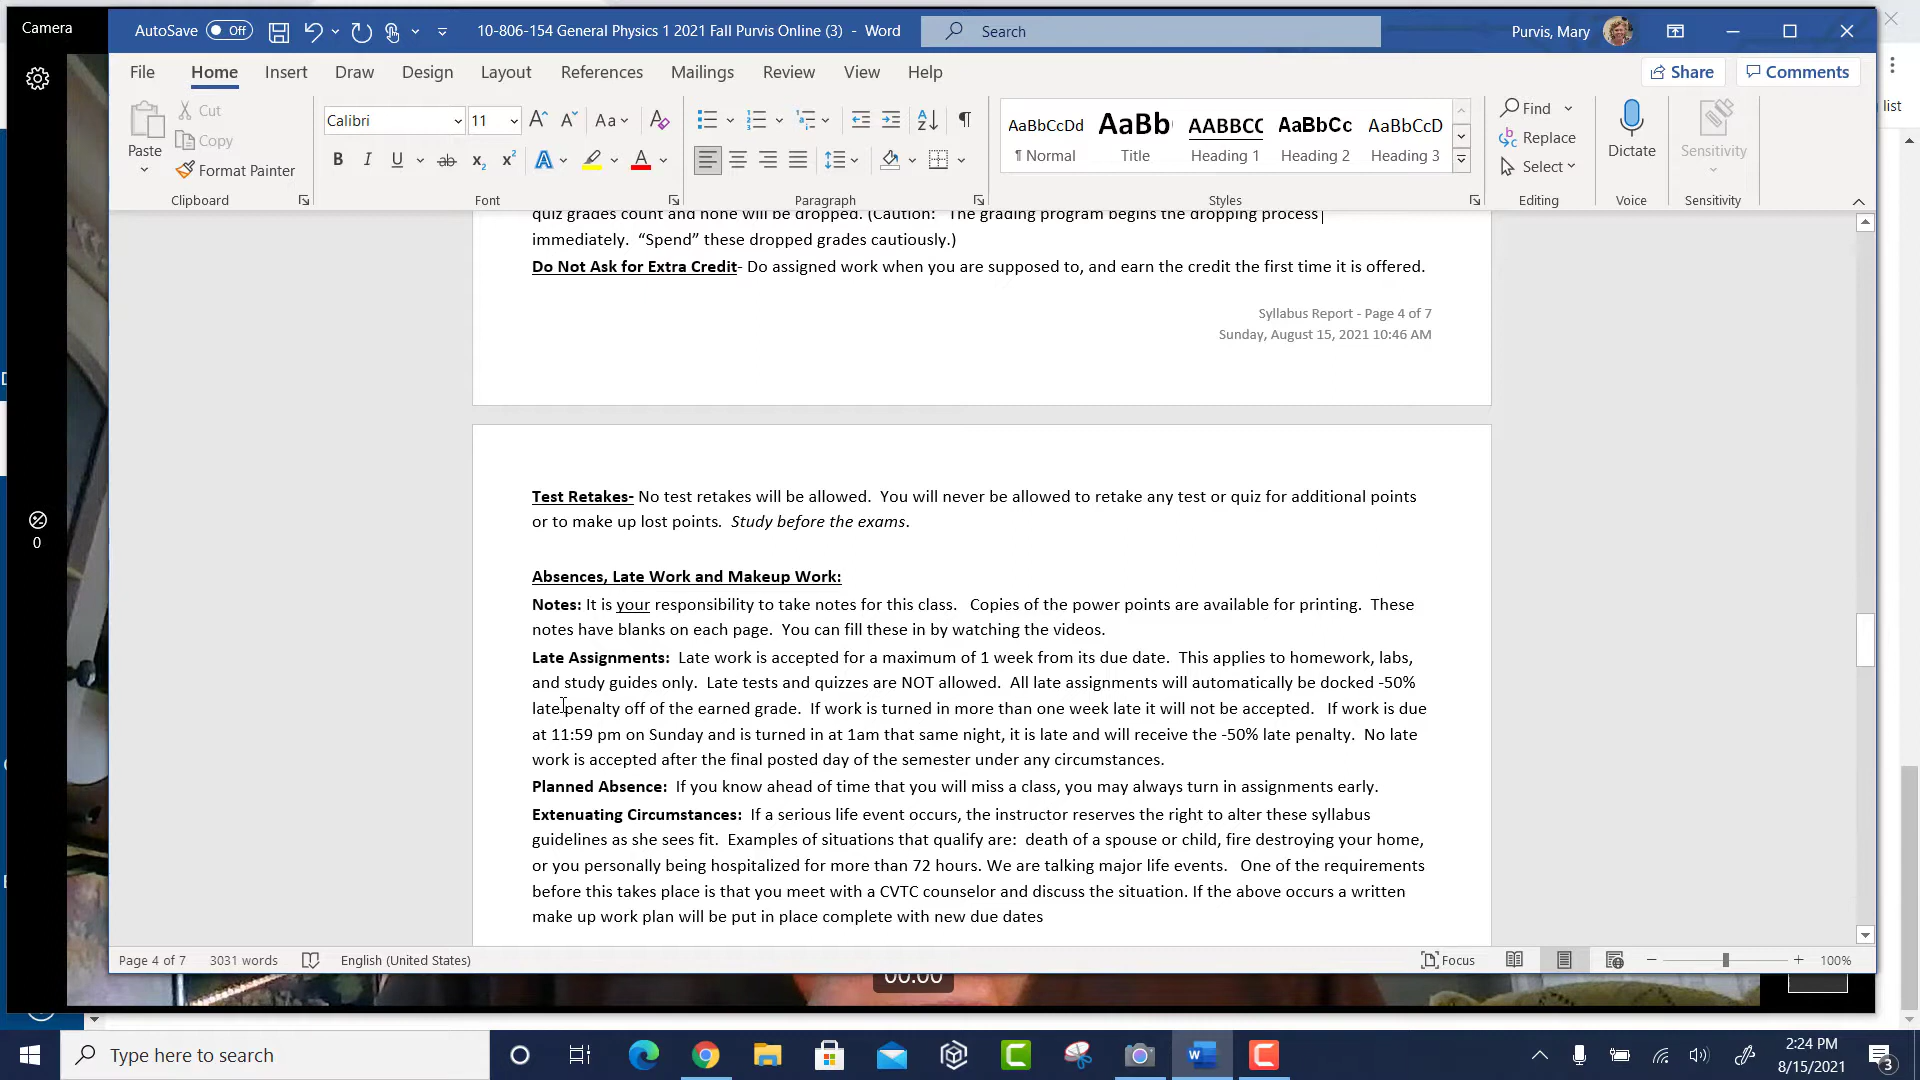 Camera
AutoSave Off
10-806-154 General Physics 1 2021 Fall Purvis Online (3) - Word
Search
Purvis, Mary
File Home Insert Draw Design Layout References Mailings Review View Help
Share Comments
list
Paste
Cut
Copy
Format Painter
Clipboard
Calibri 11
Font
Paragraph
AaBbCcDd AaBb AABBCC AaBbCc AaBbCcD
¶ Normal Title Heading 1 Heading 2 Heading 3
Styles
Find
Replace
Select
Editing
Dictate
Voice
Sensitivity
Sensitivity
quiz grades count and none will be dropped. (Caution: The grading program begins the dropping process
immediately. “Spend” these dropped grades cautiously.)
Do Not Ask for Extra Credit- Do assigned work when you are supposed to, and earn the credit the first time it is offered.
Syllabus Report - Page 4 of 7
Sunday, August 15, 2021 10:46 AM
Test Retakes- No test retakes will be allowed. You will never be allowed to retake any test or quiz for additional points
or to make up lost points. Study before the exams.
Absences, Late Work and Makeup Work:
Notes: It is your responsibility to take notes for this class. Copies of the power points are available for printing. These
notes have blanks on each page. You can fill these in by watching the videos.
Late Assignments: Late work is accepted for a maximum of 1 week from its due date. This applies to homework, labs,
and study guides only. Late tests and quizzes are NOT allowed. All late assignments will automatically be docked -50%
late penalty off of the earned grade. If work is turned in more than one week late it will not be accepted. If work is due
at 11:59 pm on Sunday and is turned in at 1am that same night, it is late and will receive the -50% late penalty. No late
work is accepted after the final posted day of the semester under any circumstances.
Planned Absence: If you know ahead of time that you will miss a class, you may always turn in assignments early.
Extenuating Circumstances: If a serious life event occurs, the instructor reserves the right to alter these syllabus
guidelines as she sees fit. Examples of situations that qualify are: death of a spouse or child, fire destroying your home,
or you personally being hospitalized for more than 72 hours. We are talking major life events. One of the requirements
before this takes place is that you meet with a CVTC counselor and discuss the situation. If the above occurs a written
make up work plan will be put in place complete with new due dates
0
Page 4 of 7 3031 words English (United States) Focus 100%
00:00
Type here to search
2:24 PM
8/15/2021
3